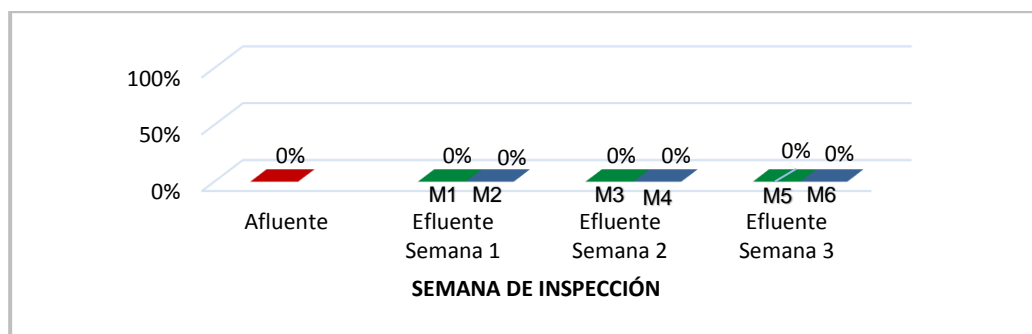 100%
50%
0%
0%
0% 0%
0% 0%
0% 0%
M1 M2
M3 M4
M5 M6
Afluente
Efluente
Semana 1
Efluente
Semana 2
Efluente
Semana 3
SEMANA DE INSPECCIÓN